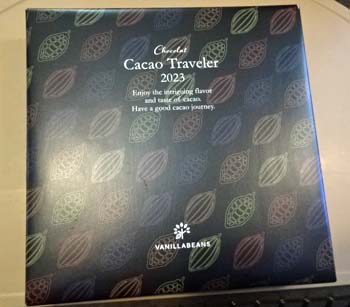 Chocolat
Cacao Traveler
2023
Enjoy the intriguing flavor
and taste of cacao.
Have a good cacao journey.
VANILLABEANS